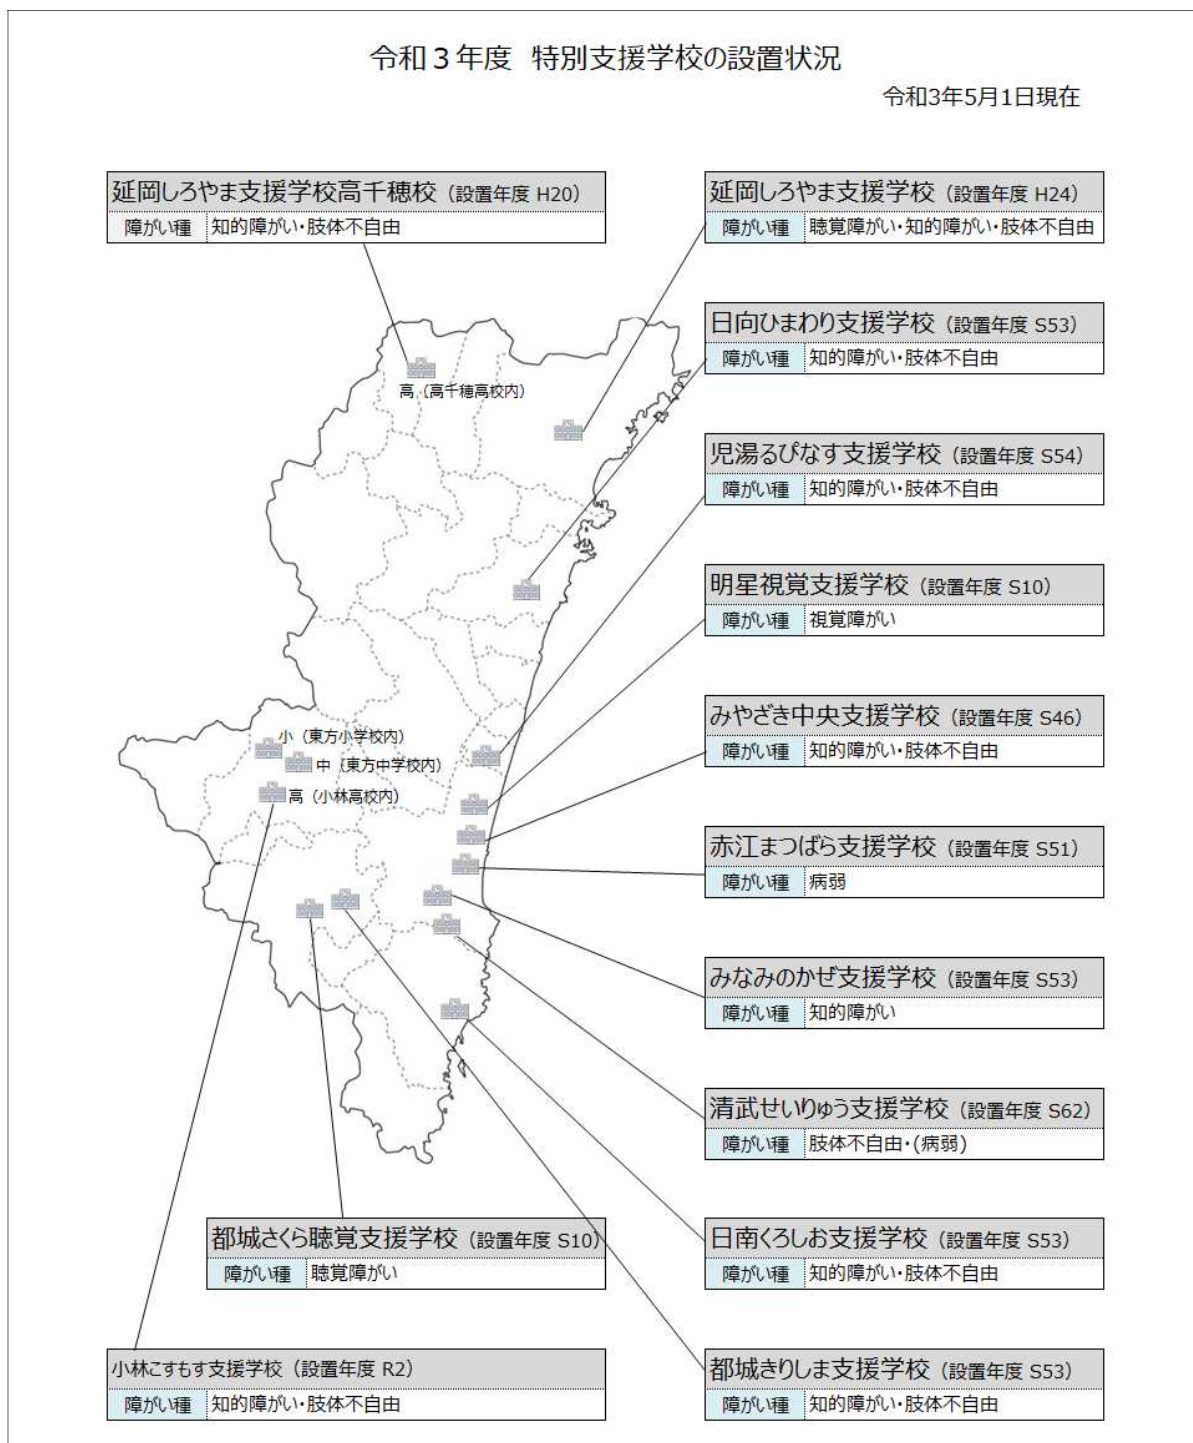 令和３年度 特別支援学校の設置状況
令和3年5月1日現在
延岡しろやま支援学校高千穂校（設置年度 H20）
障がい種 知的障がい・肢体不自由
延岡しろやま支援学校（設置年度 H24）
障がい種 聴覚障がい・知的障がい・肢体不自由
日向ひまわり支援学校（設置年度 S53）
障がい種 知的障がい・肢体不自由
高（高千穂高校内）
児湯るぴなす支援学校（設置年度 S54）
障がい種 知的障がい・肢体不自由
明星視覚支援学校（設置年度 S10）
障がい種 視覚障がい
みやざき中央支援学校（設置年度 S46）
障がい種 知的障がい・肢体不自由
小（東方小学校内）
中（東方中学校内）
高（小林高校内）
赤江まつばら支援学校（設置年度 S51）
障がい種 病弱
みなみのかぜ支援学校（設置年度 S53）
障がい種 知的障がい
清武せいりゅう支援学校（設置年度 S62）
障がい種 肢体不自由・(病弱)
都城さくら聴覚支援学校（設置年度 S10）
障がい種 聴覚障がい
日南くろしお支援学校（設置年度 S53）
障がい種 知的障がい・肢体不自由
小林こすもす支援学校（設置年度 R2）
障がい種 知的障がい・肢体不自由
都城きりしま支援学校（設置年度 S53）
障がい種 知的障がい・肢体不自由